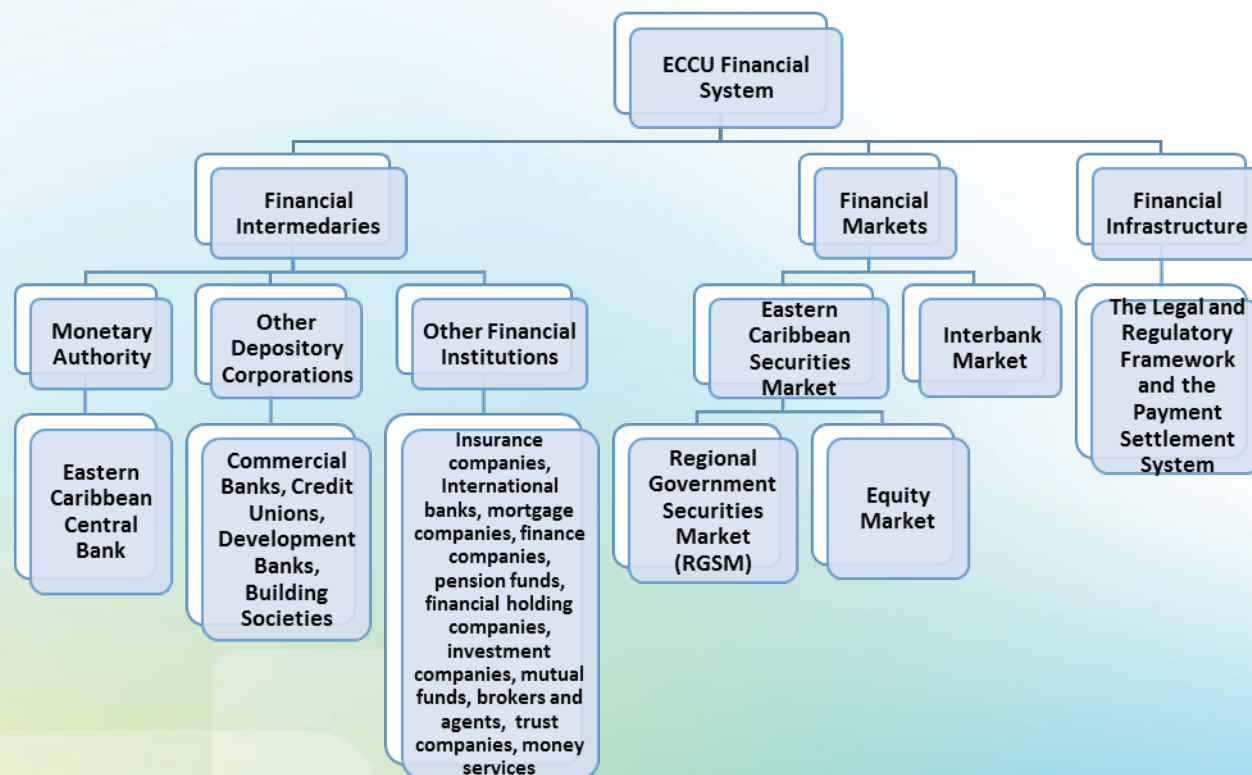 ECCU Financial
System
Financial
Intermedaries
Financial
Markets
Financial
Infrastructure
Monetary
Authority
Other
Depository
Corporations
Other Financial
Institutions
Eastern
Caribbean
Securities
Market
Interbank
Market
The Legal and
Regulatory
Framework
and the
Payment
Settlement
System
Eastern
Caribbean
Central
Bank
Commercial
Banks, Credit
Unions,
Development
Banks,
Building
Societies
Insurance
companies,
International
banks, mortgage
companies, finance
companies,
pension funds,
financial holding
companies,
investment
companies, mutual
funds, brokers and
agents, trust
companies, money
services
Regional
Government
Securities
Market
(RGSM)
Equity
Market